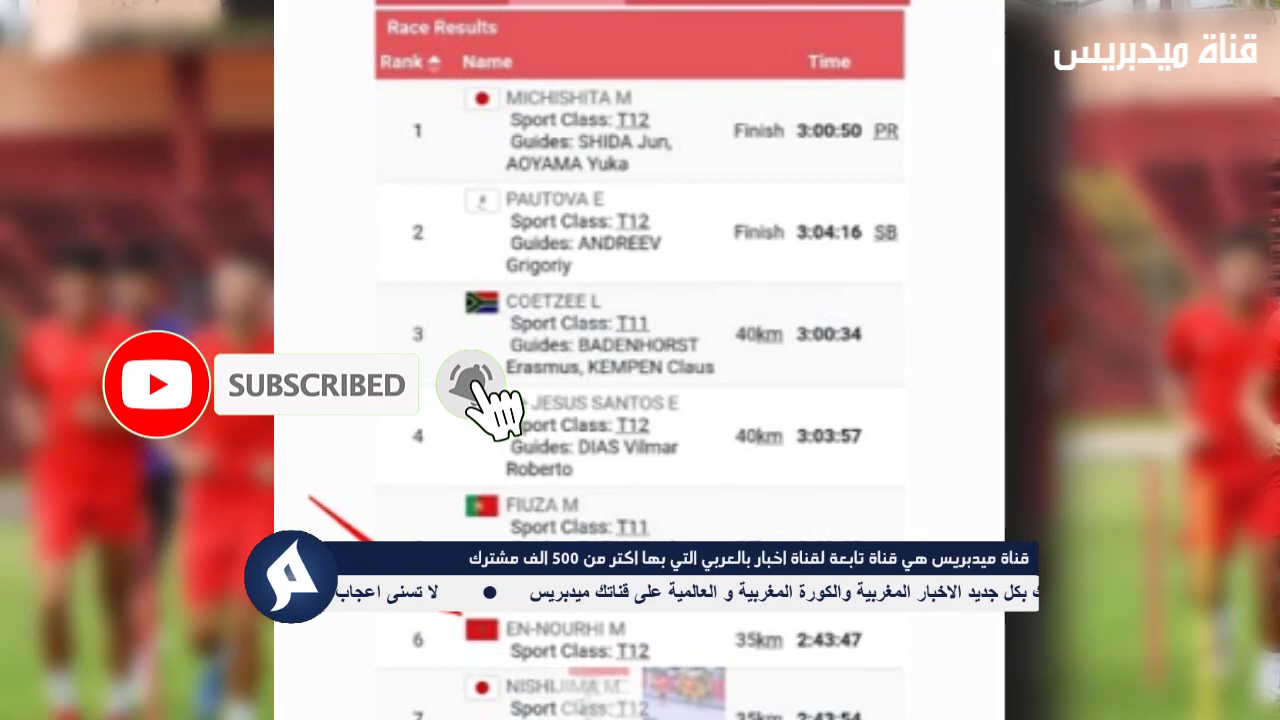 قناة ميدبريس
Race Results
Rank Name Time
1 MICHISHITA M
Sport Class: T12
Guides: SHIDA Jun,
AOYAMA Yuka
Finish 3:00:50 PR
2 PAUTOVA E
Sport Class: T12
Guides: ANDREEV
Grigoriy
Finish 3:04:16 SB
3 COETZEE L
Sport Class: T11
Guides: BADENHORST
Erasmus, KEMPEN Claus
40km 3:00:34
SUBSCRIBED
4 JESUS SANTOS E
Sport Class: T12
Guides: DIAS Vilmar
Roberto
40km 3:03:57
FIUZA M
Sport Class: T11
قناة ميدبريس هي قناة تابعة لقناة اخبار بالعربي التي بها اكتر من 500 الف مشترك
بكل جديد الاخبار المغربية والكورة المغربية و العالمية على قناتك ميدبريس ● لا تسنى اعجاب
6 EN-NOURHI M
Sport Class: T12
35km 2:43:47
7 NISHIJIMA M
Sport Class: T12
35km 2:43:54